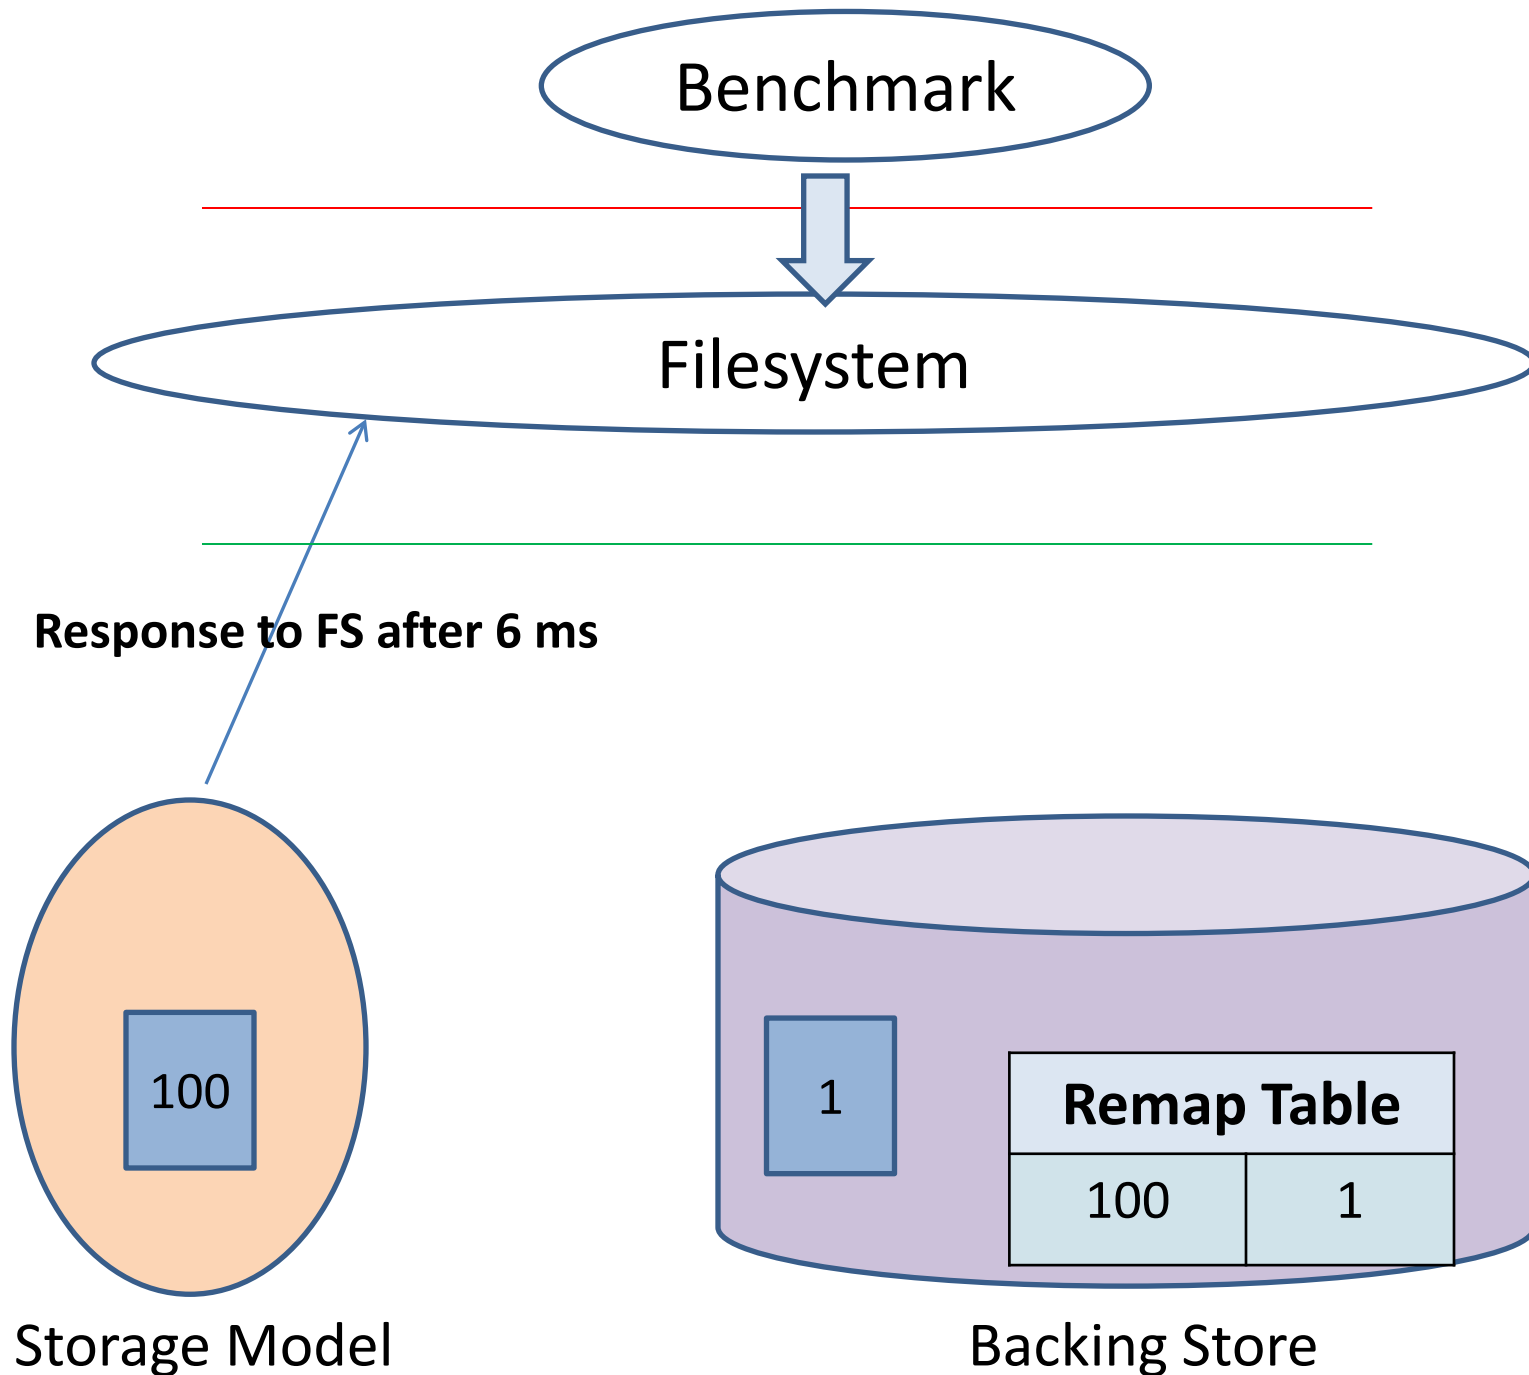 Benchmark
Filesystem
Response to FS after 6 ms
100
1
Remap Table
100 1
Storage Model
Backing Store